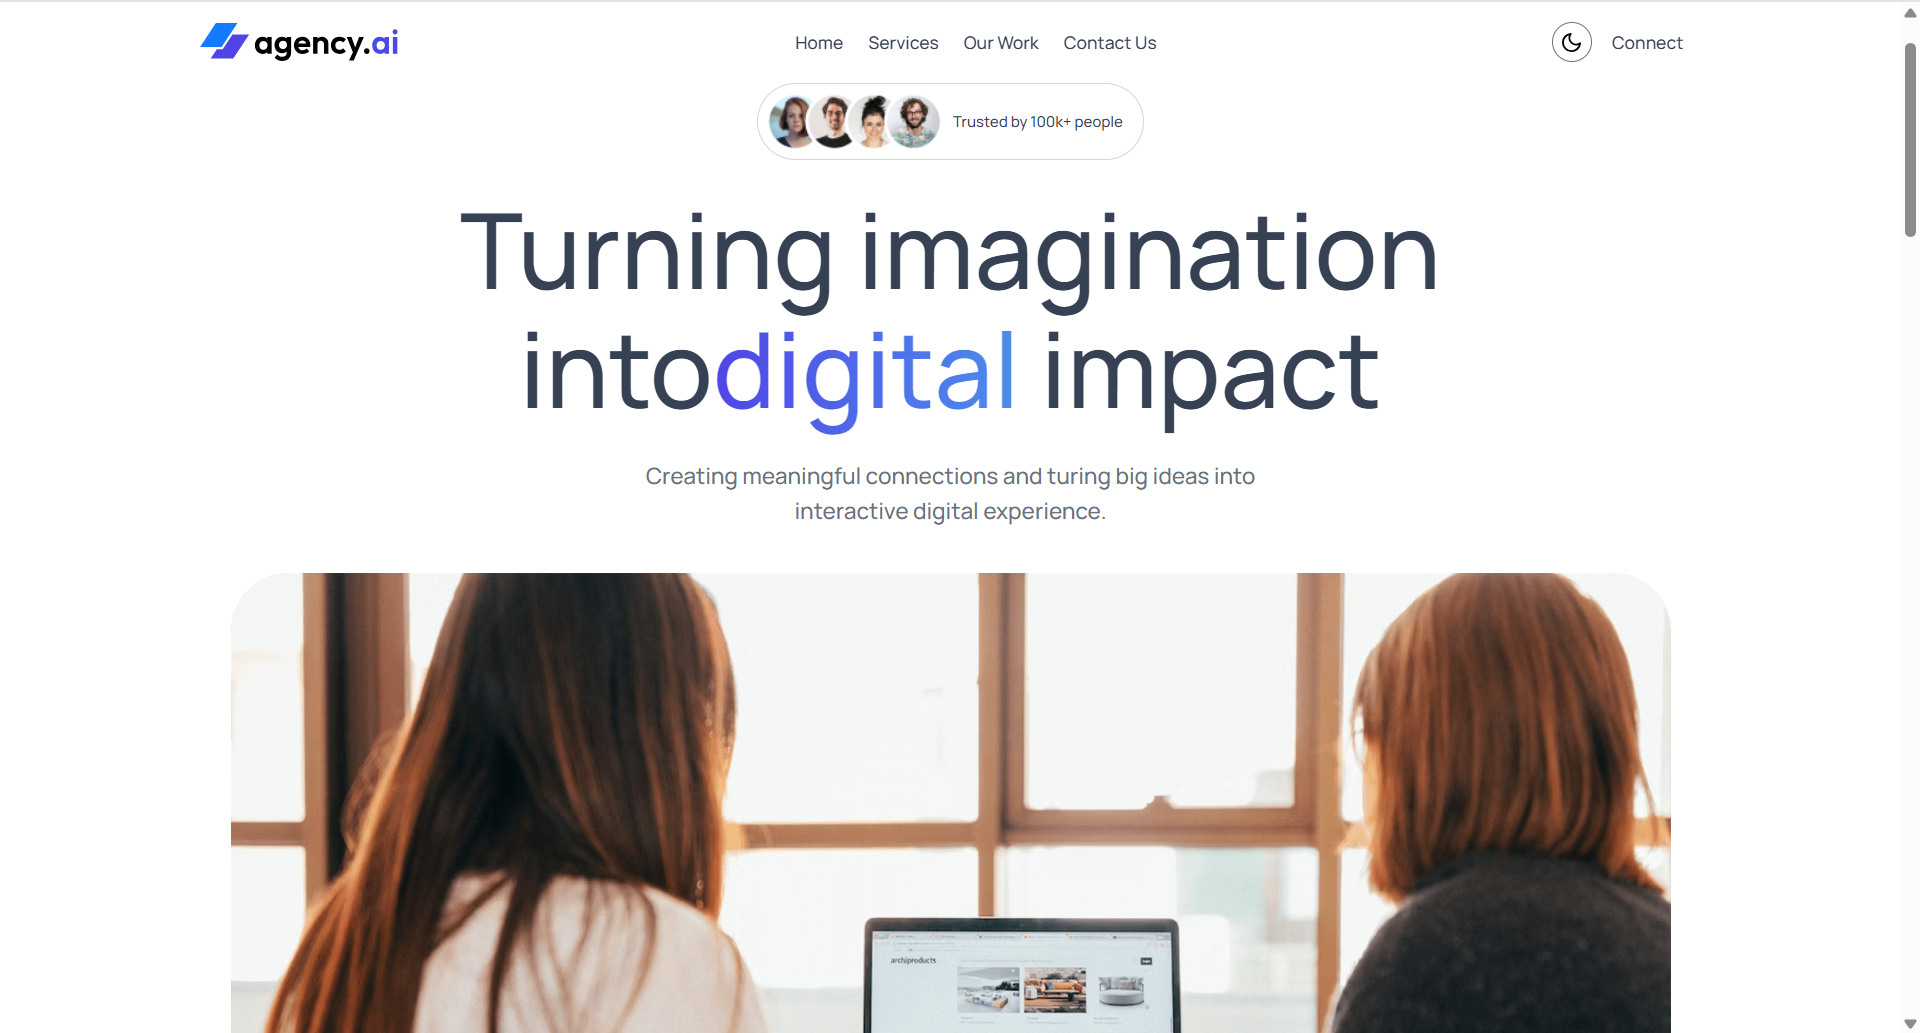 agency.ai
Home Services Our Work Contact Us Connect
Trusted by 100k+ people
Turning imagination
intodigital impact
Creating meaningful connections and turing big ideas into
interactive digital experience.
archiproducts